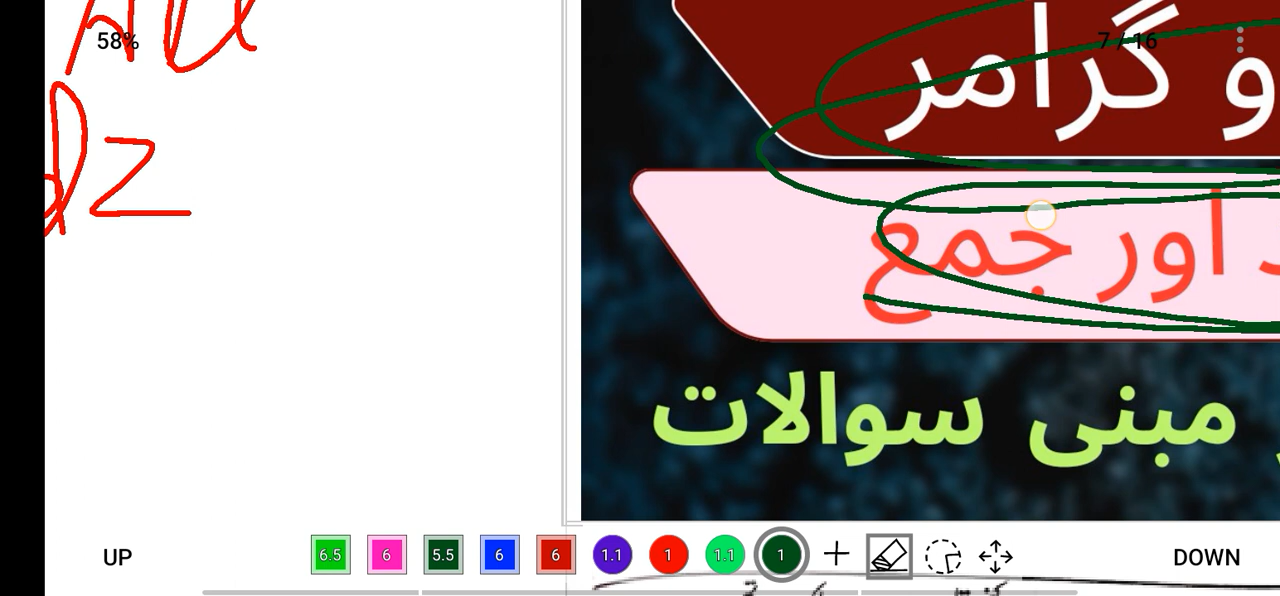 58%
7 / 16
و گرامر
اور جمع
مبنی سوالات
UP
6.5 6 5.5 6 6 1.1 1 1.1 1
DOWN